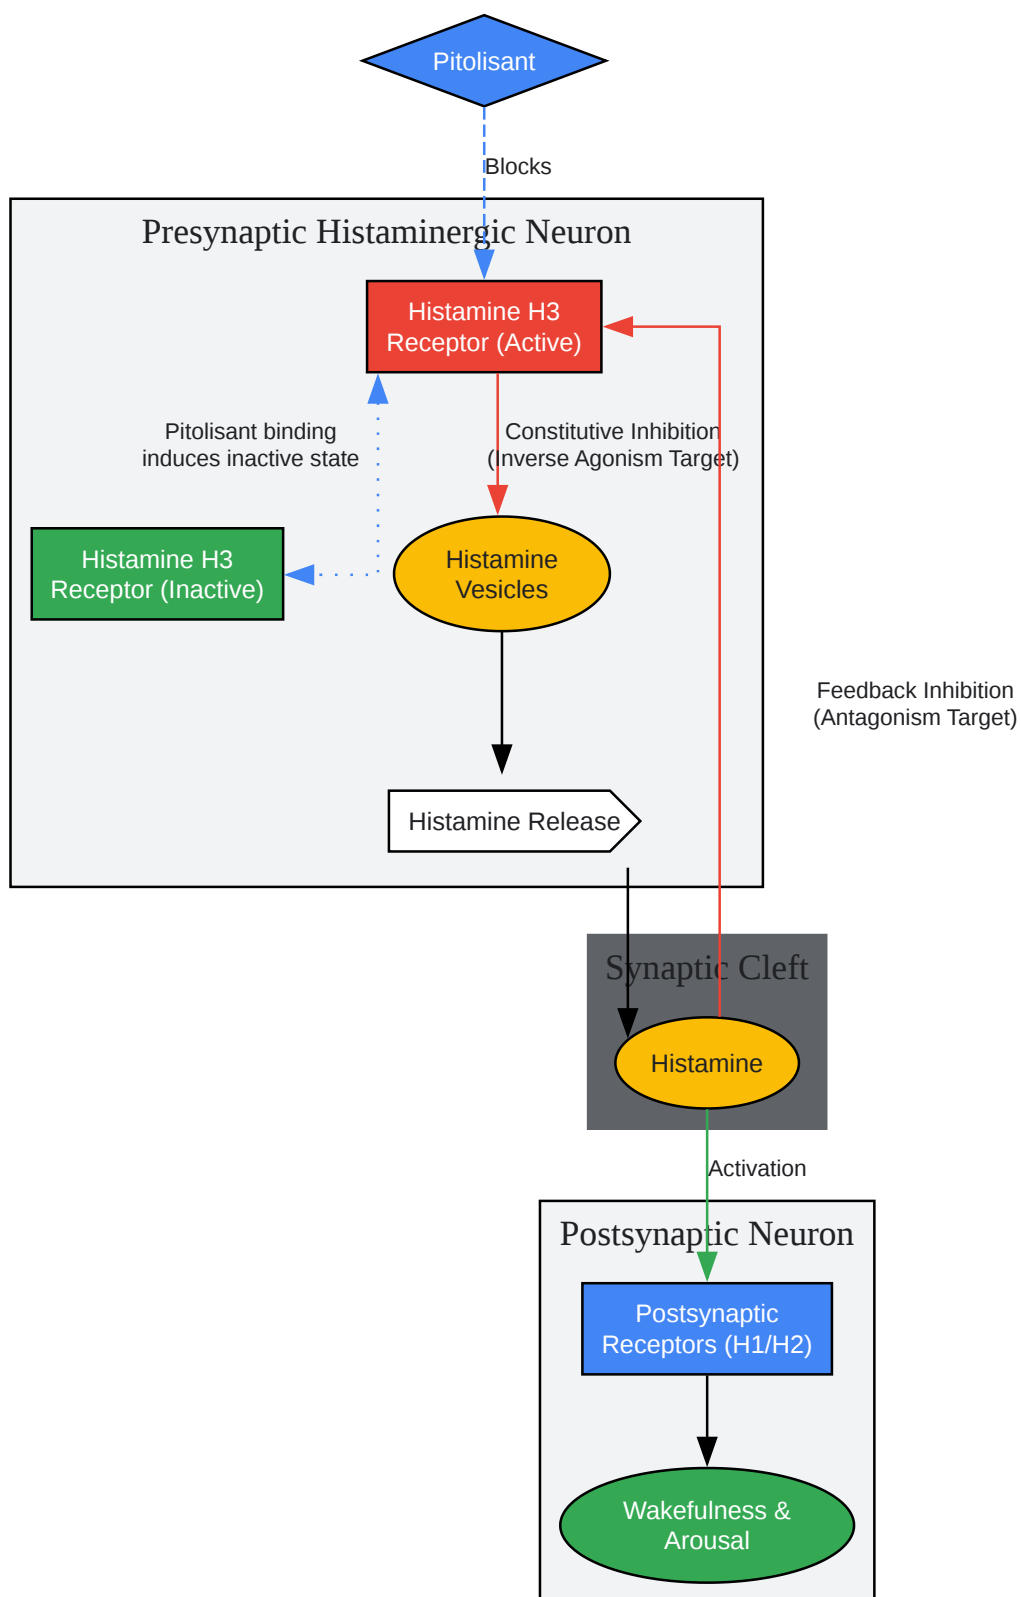 Pitolisant
Blocks
Presynaptic Histaminergic Neuron
Histamine H3
Receptor (Active)
Pitolisant binding
induces inactive state
Constitutive Inhibition
(Inverse Agonism Target)
Histamine H3
Receptor (Inactive)
Histamine
Vesicles
Feedback Inhibition
(Antagonism Target)
Histamine Release
Synaptic Cleft
Histamine
Activation
Postsynaptic Neuron
Postsynaptic
Receptors (H1/H2)
Wakefulness &
Arousal